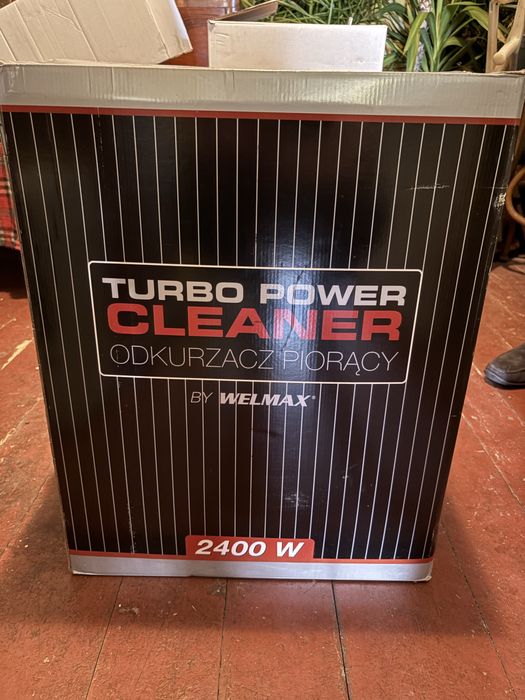 TURBO POWER
CLEANER
ODKURZACZ PIORĄCY
BY WELMAX®
2400 W